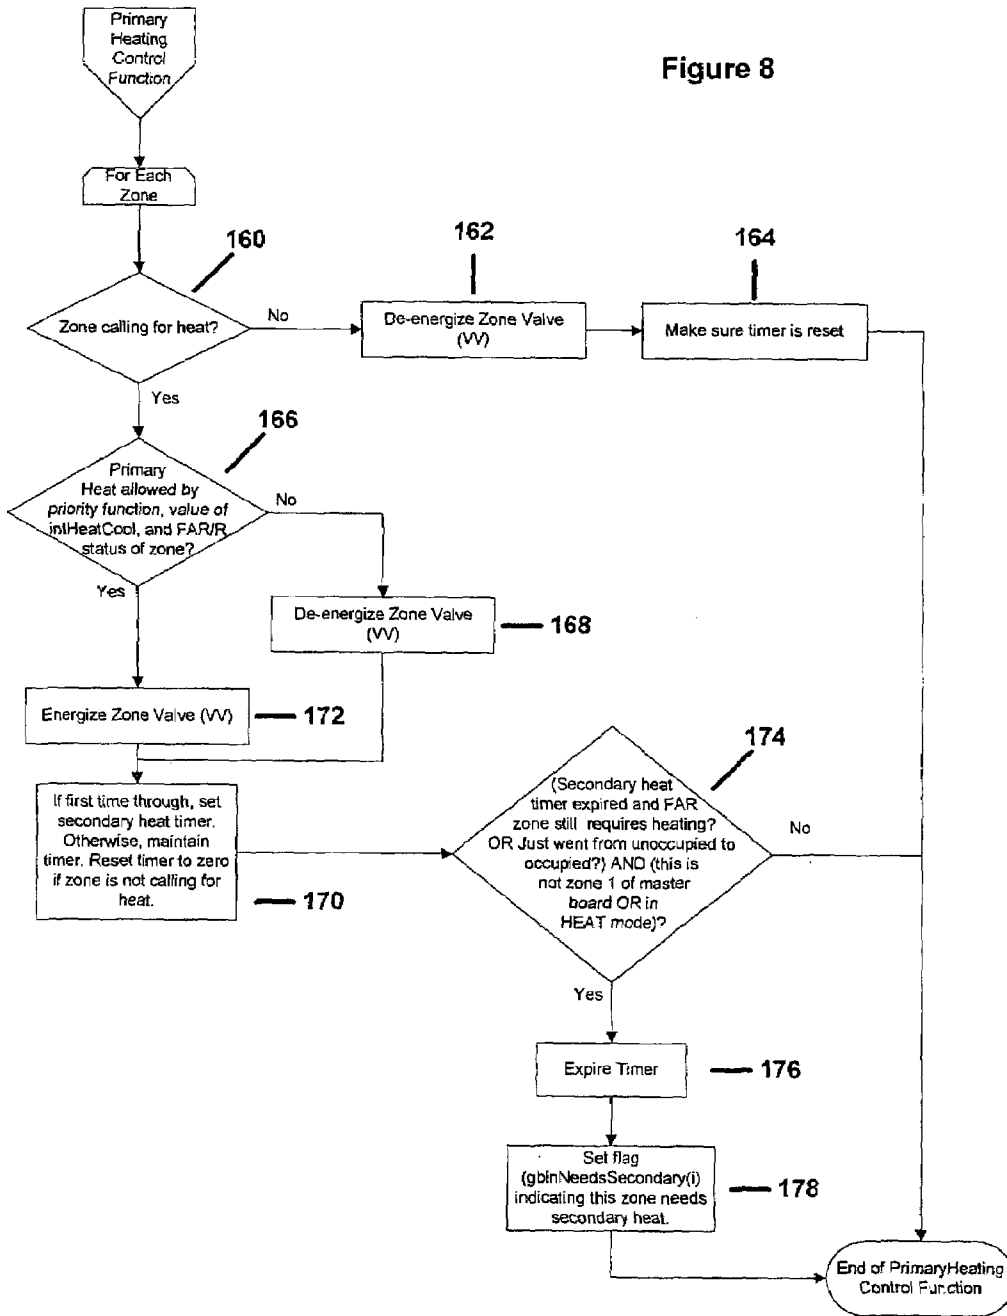 Primary
Heating
Control
Function
Figure 8
For Each
Zone
160
162
164
Zone calling for heat?
No
De-energize Zone Valve
(VV)
Make sure timer is reset
Yes
166
Primary
Heat allowed by
priority function, value of
intHeatCool, and FAR/R
status of zone?
No
Yes
De-energize Zone Valve
(VV)
168
Energize Zone Valve (VV)
172
174
If first time through, set
secondary heat timer.
Otherwise, maintain
timer. Reset timer to zero
if zone is not calling for
heat.
170
(Secondary heat
timer expired and FAR
zone still requires heating?
OR Just went from unoccupied to
occupied?) AND (this is
not zone 1 of master
board OR in
HEAT mode)?
No
Yes
Expire Timer
176
Set flag
(gblnNeedsSecondary(i)
indicating this zone needs
secondary heat.
178
End of PrimaryHeating
Control Function